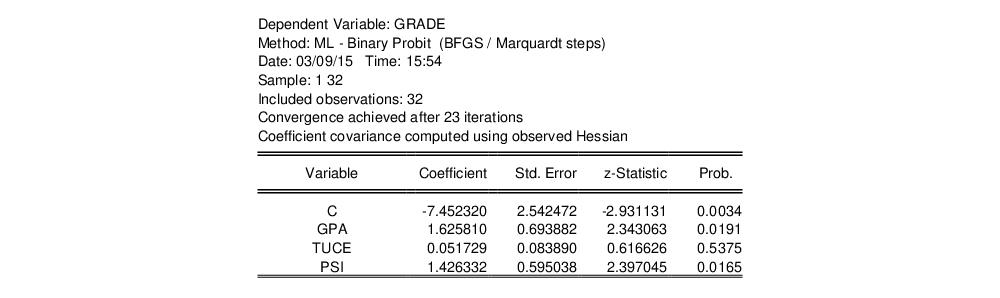 Dependent Variable: GRADE
Method: ML - Binary Probit (BFGS / Marquardt steps)
Date: 03/09/15 Time: 15:54
Sample: 1 32
Included observations: 32
Convergence achieved after 23 iterations
Coefficient covariance computed using observed Hessian
Variable Coefficient Std. Error z-Statistic Prob.
C -7.452320 2.542472 -2.931131 0.0034
GPA 1.625810 0.693882 2.343063 0.0191
TUCE 0.051729 0.083890 0.616626 0.5375
PSI 1.426332 0.595038 2.397045 0.0165